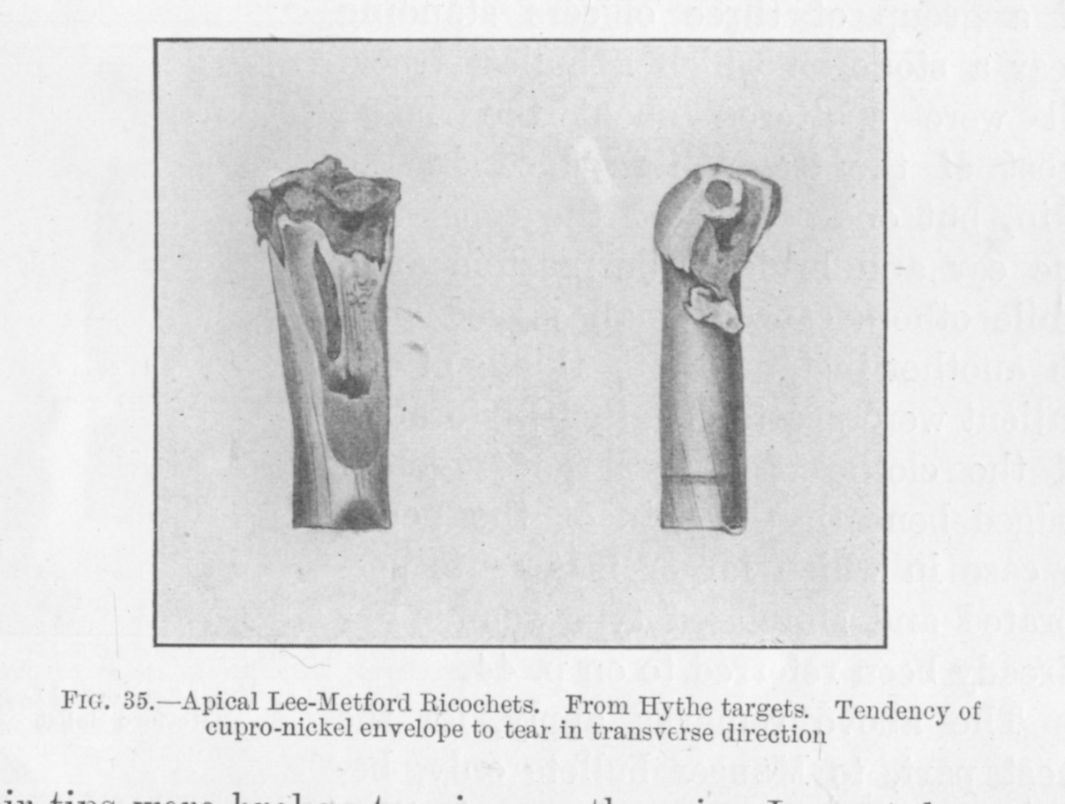 FIG. 35.—Apical Lee-Metford Ricochets. From Hythe targets. Tendency of
cupro-nickel envelope to tear in transverse direction